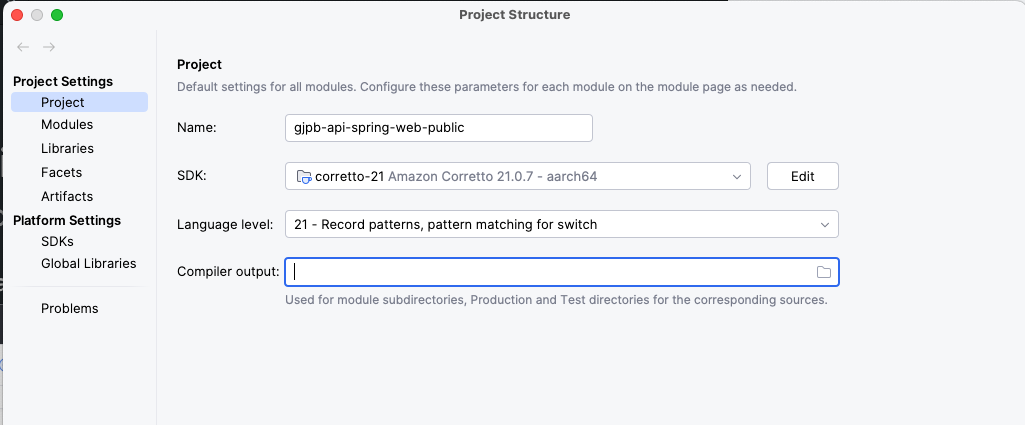 Project Structure
Project Settings
Project
Modules
Libraries
Facets
Artifacts
Platform Settings
SDKs
Global Libraries
Problems
Project
Default settings for all modules. Configure these parameters for each module on the module page as needed.
Name: gjpb-api-spring-web-public
SDK: corretto-21 Amazon Corretto 21.0.7 - aarch64 Edit
Language level: 21 - Record patterns, pattern matching for switch
Compiler output:
Used for module subdirectories, Production and Test directories for the corresponding sources.